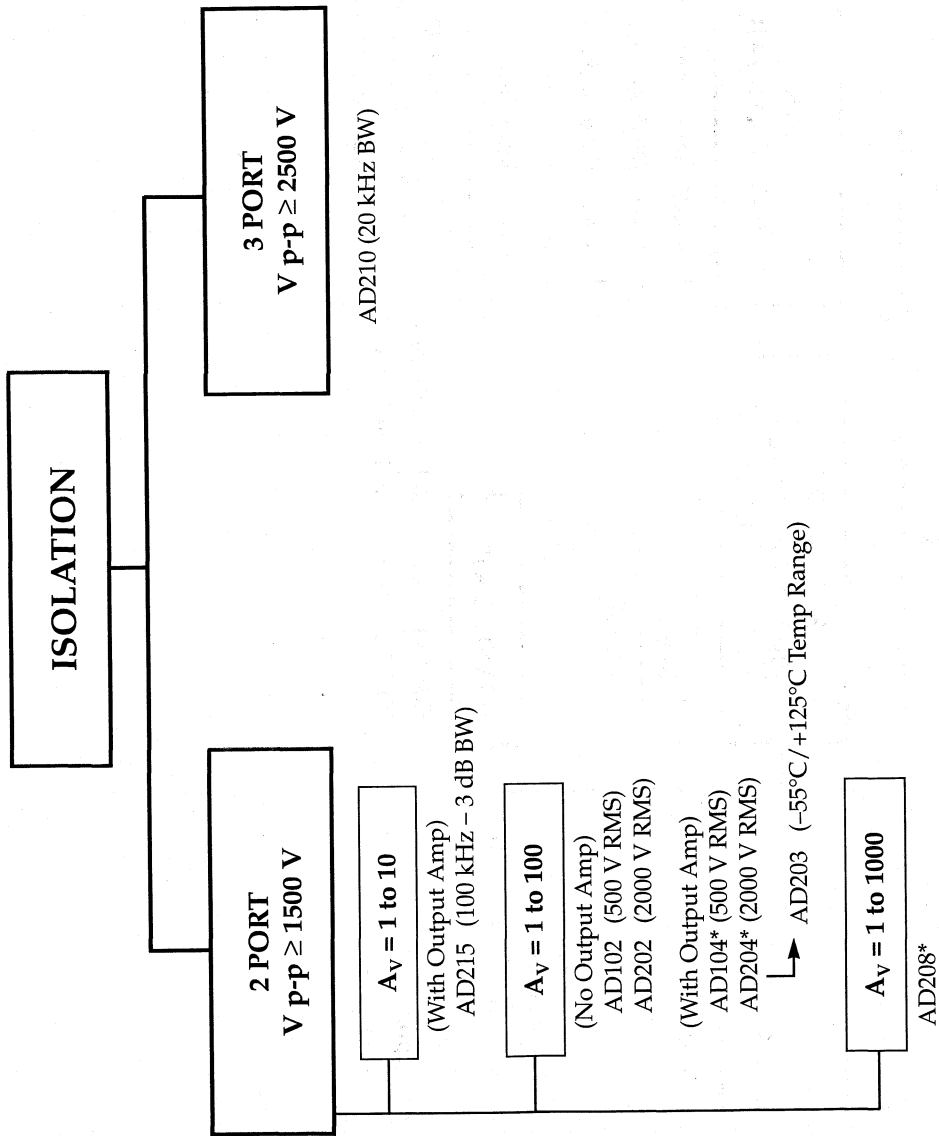 ISOLATION
2 PORT
V p-p ≥ 1500 V
3 PORT
V p-p ≥ 2500 V
AD210 (20 kHz BW)
A_V = 1 to 10
(With Output Amp)
AD215 (100 kHz – 3 dB BW)
A_V = 1 to 100
(No Output Amp)
AD102 (500 V RMS)
AD202 (2000 V RMS)
(With Output Amp)
AD104* (500 V RMS)
AD204* (2000 V RMS)
AD203 (–55°C/+125°C Temp Range)
A_V = 1 to 1000
AD208*